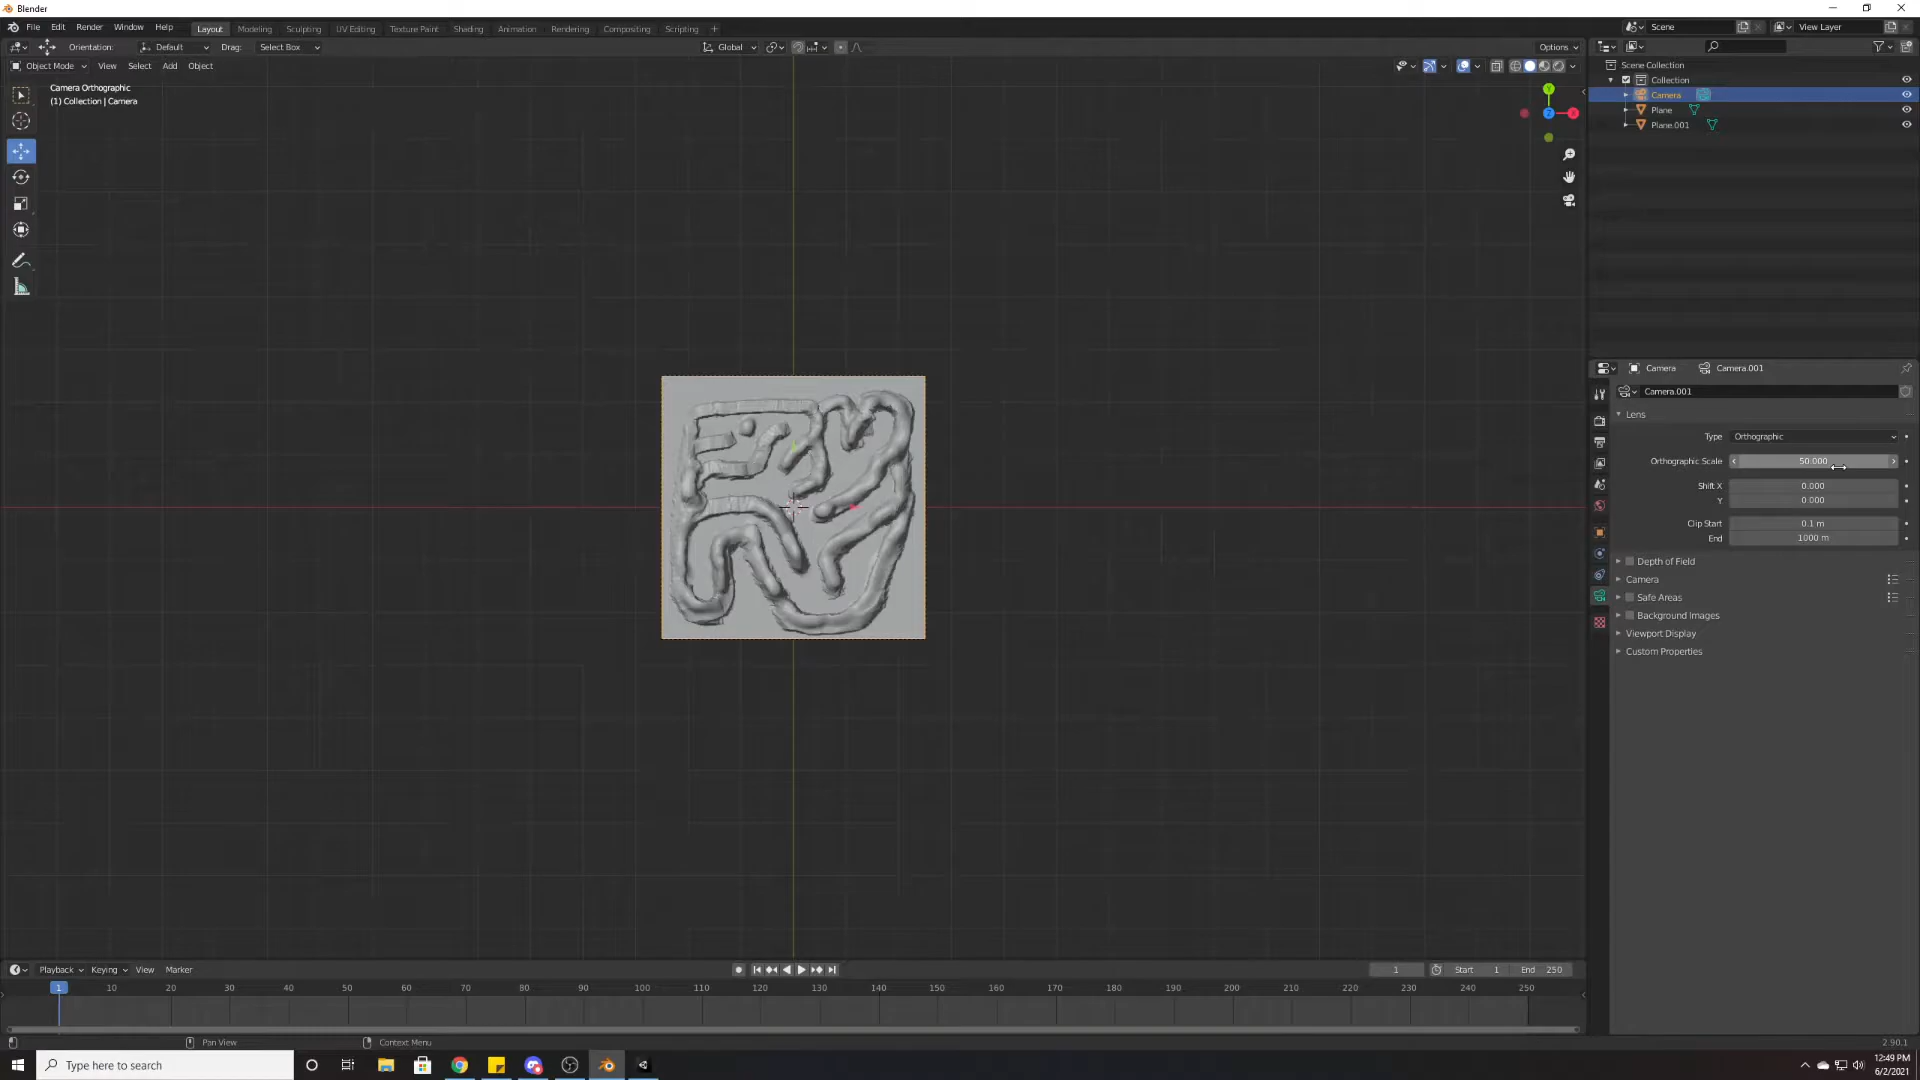 Blender
File Edit Render Window Help Layout Modeling Sculpting UV Editing Texture Paint Shading Animation Rendering Compositing Scripting + Scene View Layer
Orientation: Default Drag: Select Box Global Options
Object Mode View Select Add Object
Camera Orthographic
(1) Collection | Camera
Y
X
Z
Scene Collection
Collection
Camera
Plane
Plane.001
Camera Camera.001
Camera.001
Lens
Type Orthographic
Orthographic Scale 50.000
Shift X 0.000
Y 0.000
Clip Start 0.1 m
End 1000 m
Depth of Field
Camera
Safe Areas
Background Images
Viewport Display
Custom Properties
Playback Keying View Marker 1 Start 1 End 250
1 10 20 30 40 50 60 70 80 90 100 110 120 130 140 150 160 170 180 190 200 210 220 230 240 250
Pan View Context Menu 2.90.1
Type here to search
12:49 PM
6/2/2021